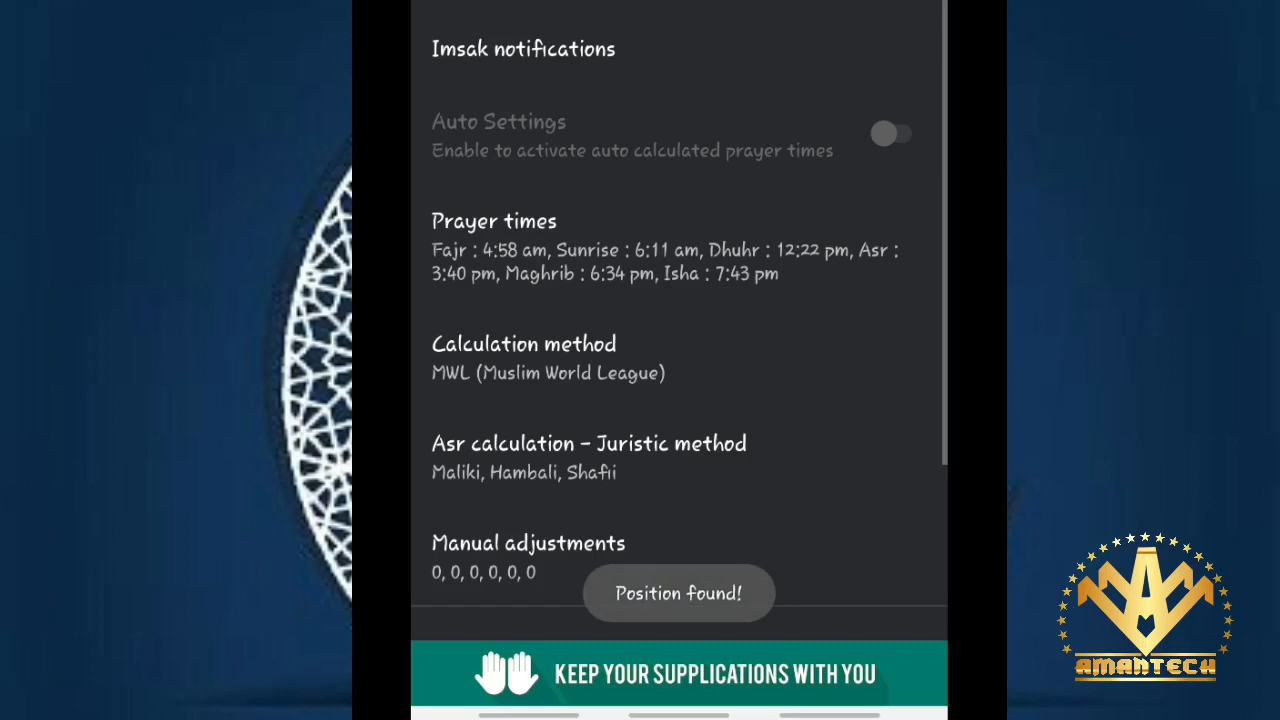 Imsak notifications
Auto Settings
Enable to activate auto calculated prayer times
Prayer times
Fajr : 4:58 am, Sunrise : 6:11 am, Dhuhr : 12:22 pm, Asr :
3:40 pm, Maghrib : 6:34 pm, Isha : 7:43 pm
Calculation method
MWL (Muslim World League)
Asr calculation - Juristic method
Maliki, Hambali, Shafii
Manual adjustments
0, 0, 0, 0, 0, 0
Position found!
KEEP YOUR SUPPLICATIONS WITH YOU
AMANTECH